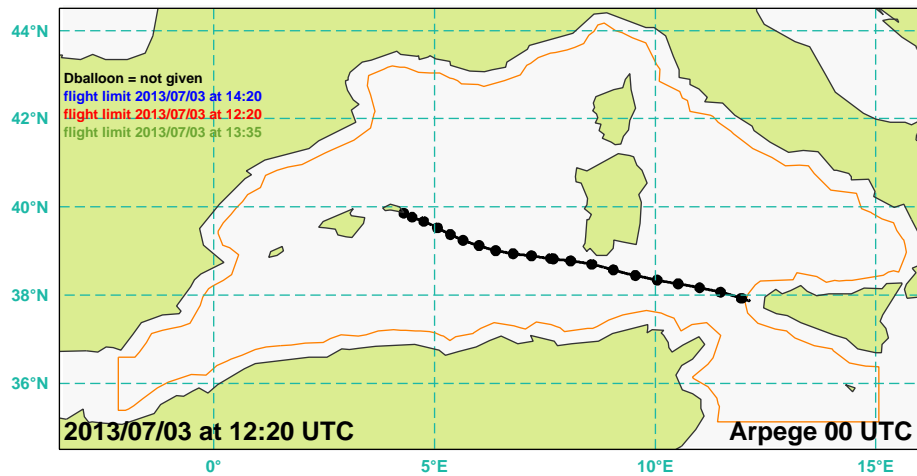 44°N
Dballoon = not given
flight limit 2013/07/03 at 14:20
flight limit 2013/07/03 at 12:20
flight limit 2013/07/03 at 13:35
42°N
40°N
38°N
36°N
2013/07/03 at 12:20 UTC
Arpege 00 UTC
0°
5°E
10°E
15°E